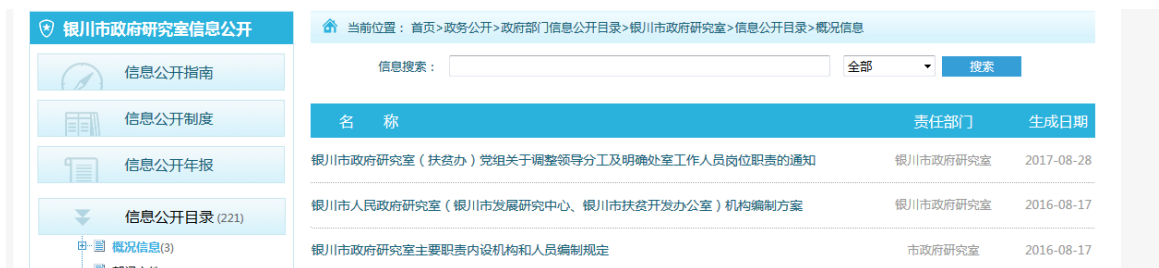 银川市政府研究室信息公开
信息公开指南
信息公开制度
信息公开年报
信息公开目录 (221)
概况信息(3)
当前位置： 首页>政务公开>政府部门信息公开目录>银川市政府研究室>信息公开目录>概况信息
信息搜索： 全部 搜索
名 称 责任部门 生成日期
银川市政府研究室（扶贫办）党组关于调整领导分工及明确处室工作人员岗位职责的通知 银川市政府研究室 2017-08-28
银川市人民政府研究室（银川市发展研究中心、银川市扶贫开发办公室）机构编制方案 银川市政府研究室 2016-08-17
银川市政府研究室主要职责内设机构和人员编制规定 市政府研究室 2016-08-17